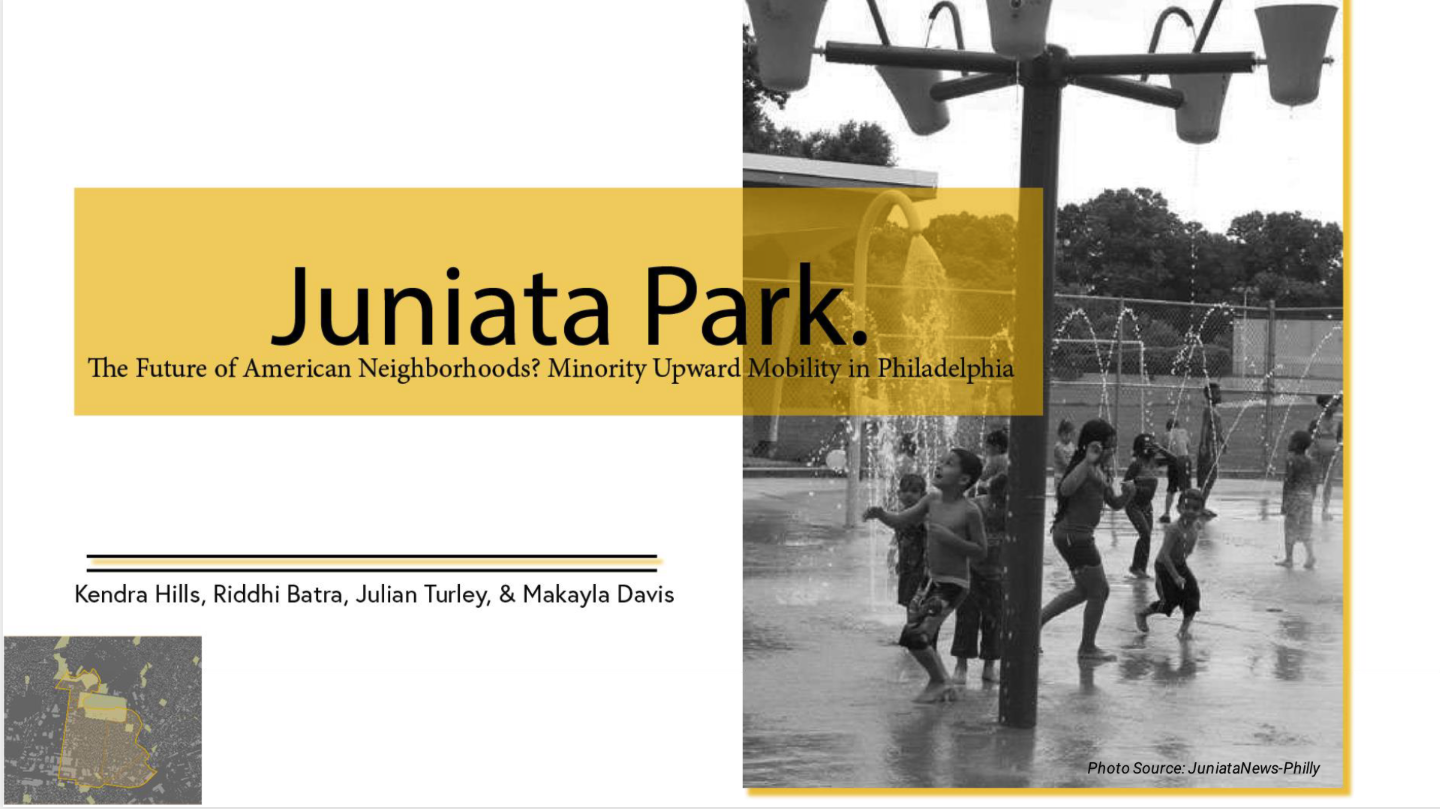 Juniata Park.
The Future of American Neighborhoods? Minority Upward Mobility in Philadelphia
Kendra Hills, Riddhi Batra, Julian Turley, & Makayla Davis
Photo Source: JuniataNews-Philly